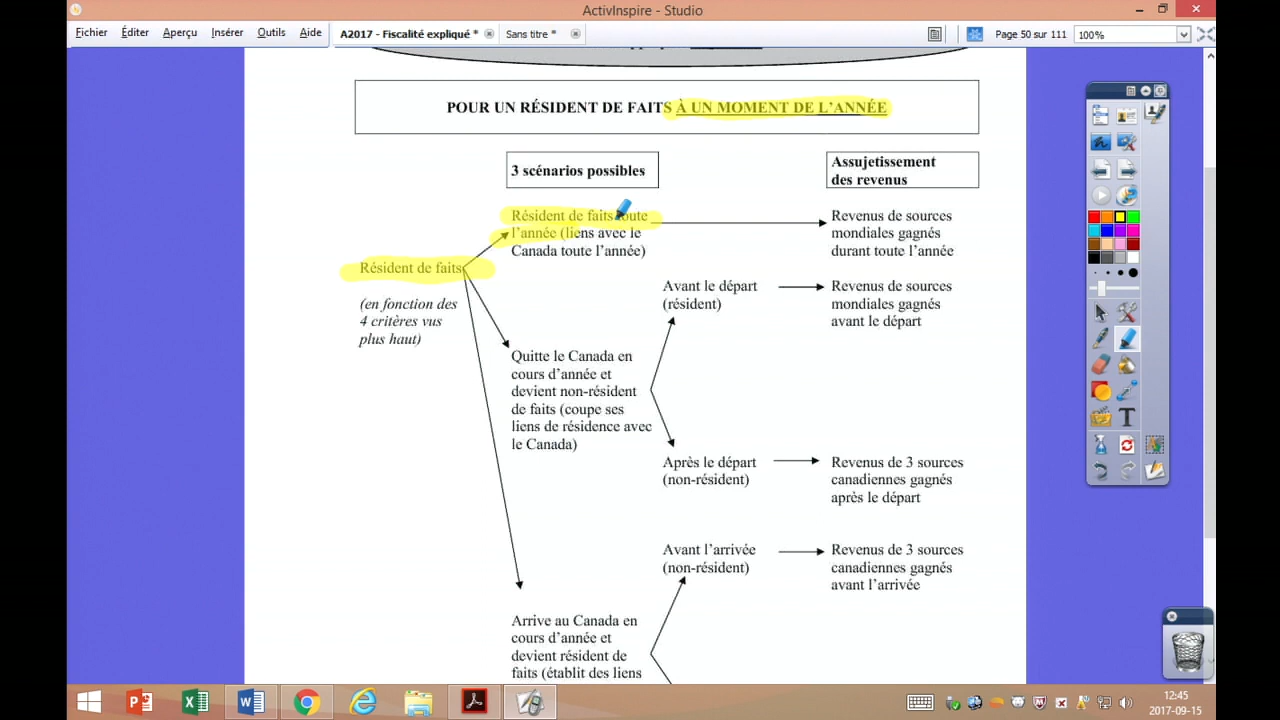 ActivInspire - Studio
Fichier Éditer Aperçu Insérer Outils Aide
A2017 - Fiscalité expliqué *
Sans titre *
Page 50 sur 111
100%
POUR UN RÉSIDENT DE FAITS À UN MOMENT DE L'ANNÉE
3 scénarios possibles
Assujetissement
des revenus
Résident de faits toute
l'année (liens avec le
Canada toute l'année)
Revenus de sources
mondiales gagnés
durant toute l'année
Résident de faits
(en fonction des
4 critères vus
plus haut)
Avant le départ
(résident)
Revenus de sources
mondiales gagnés
avant le départ
Quitte le Canada en
cours d'année et
devient non-résident
de faits (coupe ses
liens de résidence avec
le Canada)
Après le départ
(non-résident)
Revenus de 3 sources
canadiennes gagnés
après le départ
Avant l'arrivée
(non-résident)
Revenus de 3 sources
canadiennes gagnés
avant l'arrivée
Arrive au Canada en
cours d'année et
devient résident de
faits (établit des liens
12:45
2017-09-15